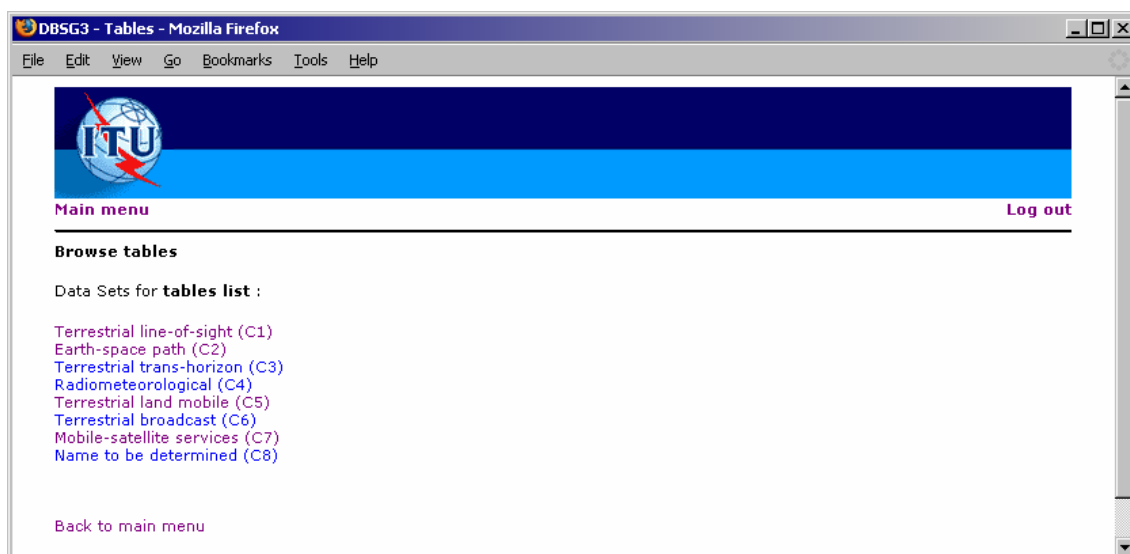 DBSG3 - Tables - Mozilla Firefox
File Edit View Go Bookmarks Tools Help
ITU
Main menu Log out
Browse tables
Data Sets for tables list :
Terrestrial line-of-sight (C1)
Earth-space path (C2)
Terrestrial trans-horizon (C3)
Radiometeorological (C4)
Terrestrial land mobile (C5)
Terrestrial broadcast (C6)
Mobile-satellite services (C7)
Name to be determined (C8)
Back to main menu